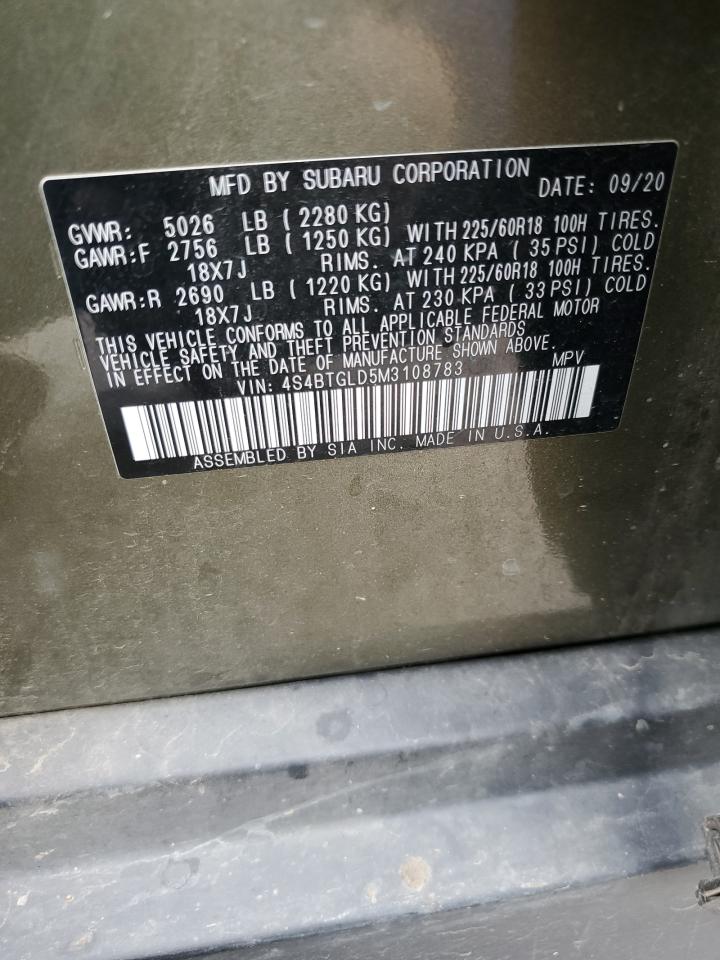 MFD BY SUBARU CORPORATION DATE: 09/20
GVWR: 5026 LB ( 2280 KG)
GAWR:F 2756 LB ( 1250 KG) WITH 225/60R18 100H TIRES.
18X7J RIMS. AT 240 KPA ( 35 PSI) COLD
GAWR:R 2690 LB ( 1220 KG) WITH 225/60R18 100H TIRES.
18X7J RIMS. AT 230 KPA ( 33 PSI) COLD
THIS VEHICLE CONFORMS TO ALL APPLICABLE FEDERAL MOTOR
VEHICLE SAFETY AND THEFT PREVENTION STANDARDS
IN EFFECT ON THE DATE OF MANUFACTURE SHOWN ABOVE.
VIN: 4S4BTGLD5M3108783 MPV
ASSEMBLED BY SIA INC. MADE IN U.S.A.